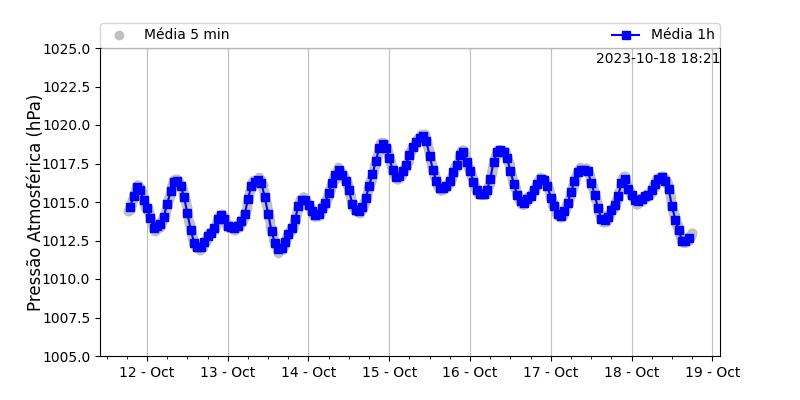 Média 5 min
Média 1h
2023-10-18 18:21
Pressão Atmosférica (hPa)
1025.0
1022.5
1020.0
1017.5
1015.0
1012.5
1010.0
1007.5
1005.0
12 - Oct
13 - Oct
14 - Oct
15 - Oct
16 - Oct
17 - Oct
18 - Oct
19 - Oct